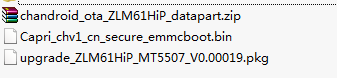 chandroid_ota_ZLM61HiP_datapart.zip
Capri_chv1_cn_secure_emmcboot.bin
upgrade_ZLM61HiP_MT5507_V0.00019.pkg